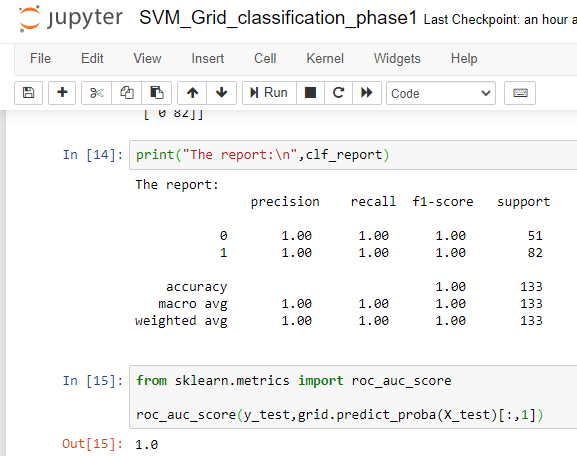 jupyter SVM_Grid_classification_phase1 Last Checkpoint: an hour a
File Edit View Insert Cell Kernel Widgets Help
Run Code
[ 0 82]]
In [14]: print("The report:\n",clf_report)
The report:
precision recall f1-score support
0 1.00 1.00 1.00 51
1 1.00 1.00 1.00 82
accuracy 1.00 133
macro avg 1.00 1.00 1.00 133
weighted avg 1.00 1.00 1.00 133
In [15]: from sklearn.metrics import roc_auc_score
roc_auc_score(y_test,grid.predict_proba(X_test)[:,1])
Out[15]: 1.0